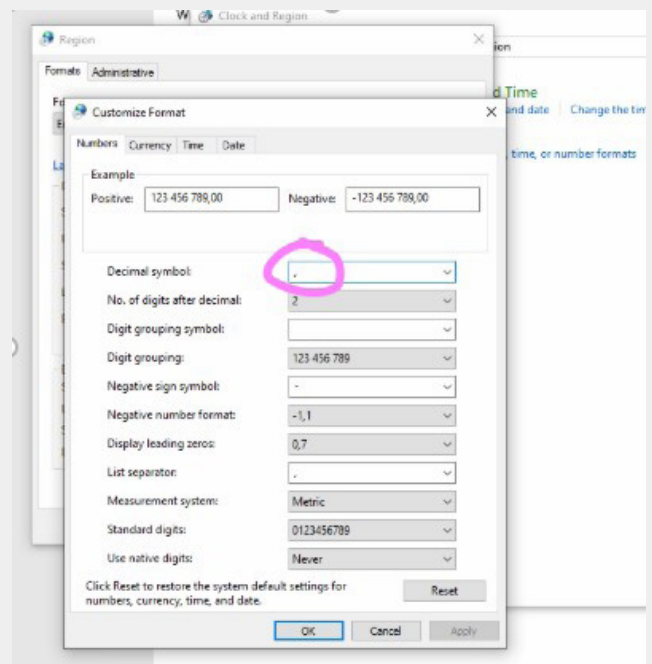 W Clock and Region
Region
ion
Formats Administrative
d Time
and date Change the tim
Customize Format
Numbers Currency Time Date
, time, or number formats
Example
Positive: 123 456 789,00 Negative: -123 456 789,00
Decimal symbol: ,
No. of digits after decimal: 2
Digit grouping symbol:
Digit grouping: 123 456 789
Negative sign symbol: -
Negative number format: -1,1
Display leading zeros: 0,7
List separator:
Measurement system: Metric
Standard digits: 0123456789
Use native digits: Never
Click Reset to restore the system default settings for
numbers, currency, time, and date.
Reset
OK Cancel Apply